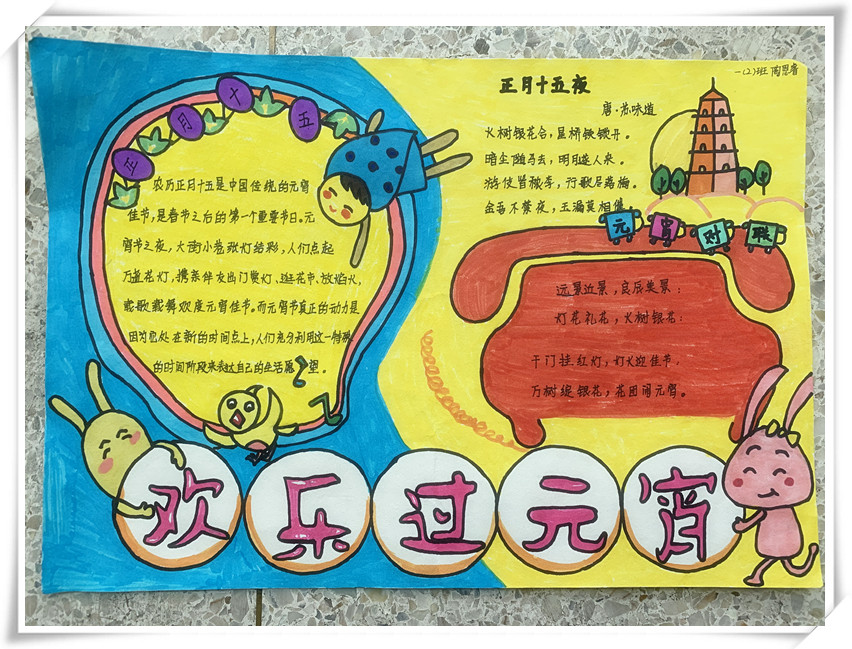 正月十五
农历正月十五是中国传统的元宵
佳节,是春节之后的第一个重要节日。元
宵节之夜,大街小巷张灯结彩,人们点起
万盏花灯,携亲伴友出门赏灯、逛花市、放焰火,
载歌载舞欢度元宵佳节。而元宵节真正的动力是
因为它处在新的时间点上,人们充分利用这一特殊
的时间阶段来表达自己的生活愿望。
一(2)班 陶思睿
正月十五夜
唐·苏味道
火树银花合,星桥铁锁开。
暗尘随马去,明月逐人来。
游伎皆秾李,行歌尽落梅。
金吾不禁夜,玉漏莫相催。
元宵对联
远景近景,良辰美景;
灯花礼花,火树银花;
千门挂红灯,灯火迎佳节,
万树绽银花,花团闹元宵。
欢乐过元宵